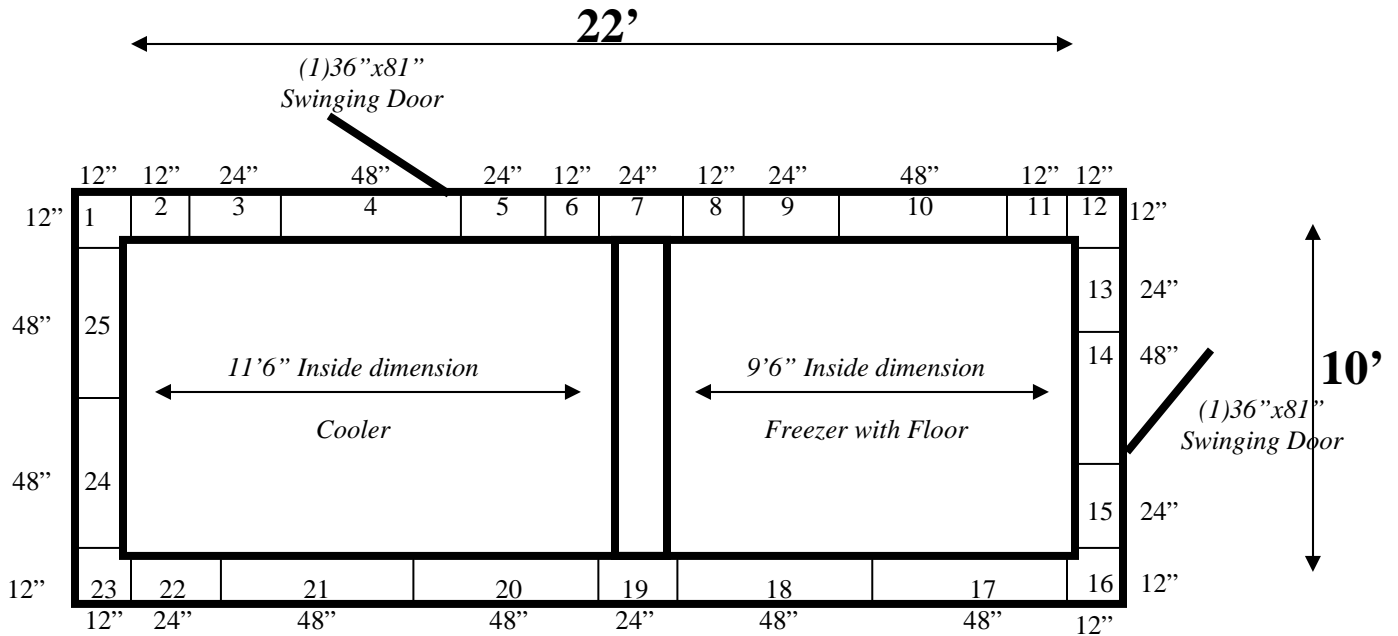 22’
(1)36”x81”
Swinging Door
12” 12” 24” 48” 24” 12” 24” 12” 24” 48” 12” 12”
12” 1 2 3 4 5 6 7 8 9 10 11 12 12”
13 24”
48” 25 14 48”
11’6” Inside dimension 9’6” Inside dimension 10’
(1)36”x81”
Cooler Freezer with Floor Swinging Door
48” 24 15 24”
12” 23 22 21 20 19 18 17 16 12”
12” 24” 48” 48” 24” 48” 48” 12”